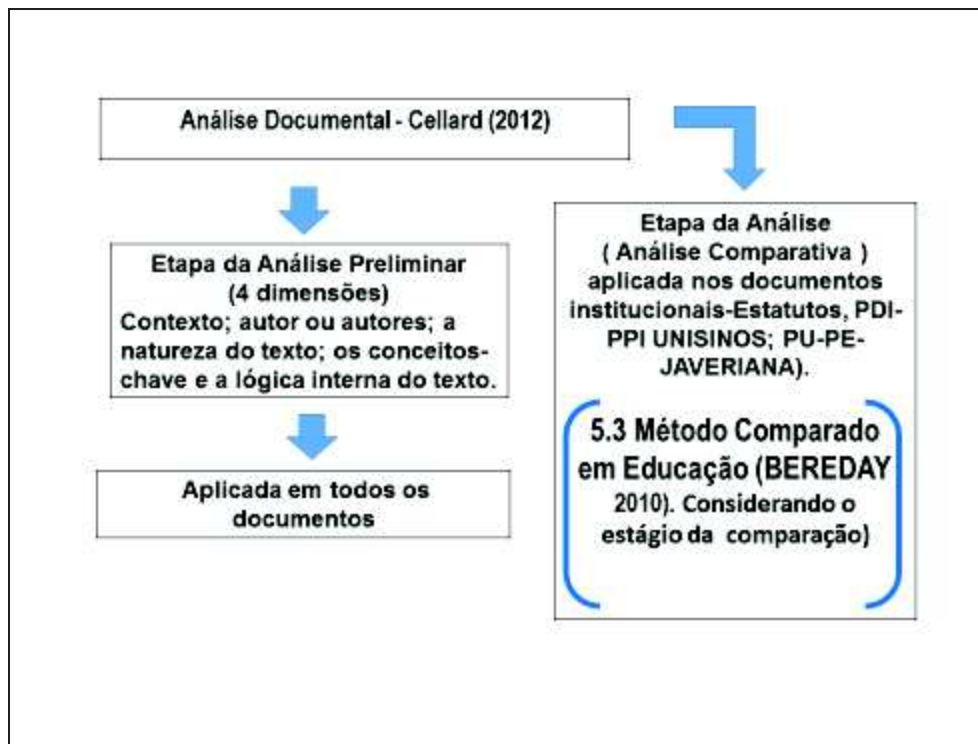 Análise Documental - Cellard (2012)
Etapa da Análise Preliminar
(4 dimensões)
Contexto; autor ou autores; a
natureza do texto; os conceitos-
chave e a lógica interna do texto.
Aplicada em todos os
documentos
Etapa da Análise
( Análise Comparativa )
aplicada nos documentos
institucionais-Estatutos, PDI-
PPI UNISINOS; PU-PE-
JAVERIANA).
5.3 Método Comparado
em Educação (BEREDAY
2010). Considerando o
estágio da comparação)